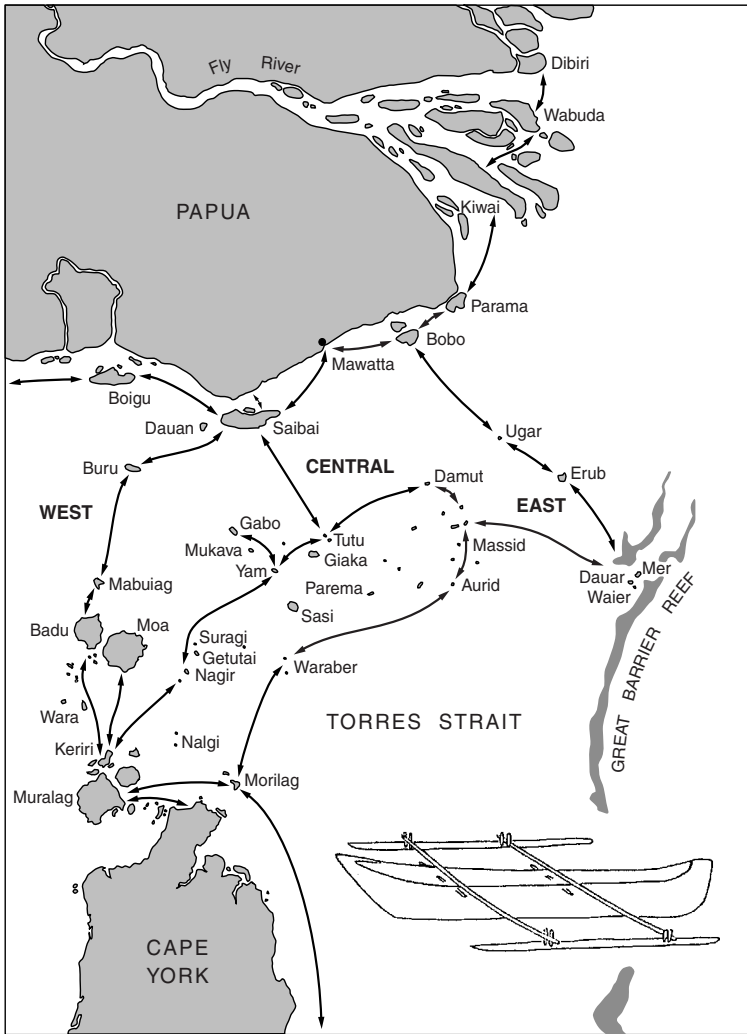 Fly River
Dibiri
Wabuda
PAPUA
Kiwai
Parama
Bobo
Mawatta
Boigu
Dauan
Saibai
Ugar
CENTRAL
Buru
Damut
Erub
WEST
EAST
Gabo
Mukava
Tutu
Giaka
Massid
Yam
Mabuiag
Parema
Aurid
Dauar
Mer
Waier
Badu
Moa
Sasi
Suragi
Getutai
Nagir
Waraber
Wara
TORRES STRAIT
GREAT BARRIER REEF
Keriri
Nalgi
Muralag
Morilag
CAPE
YORK